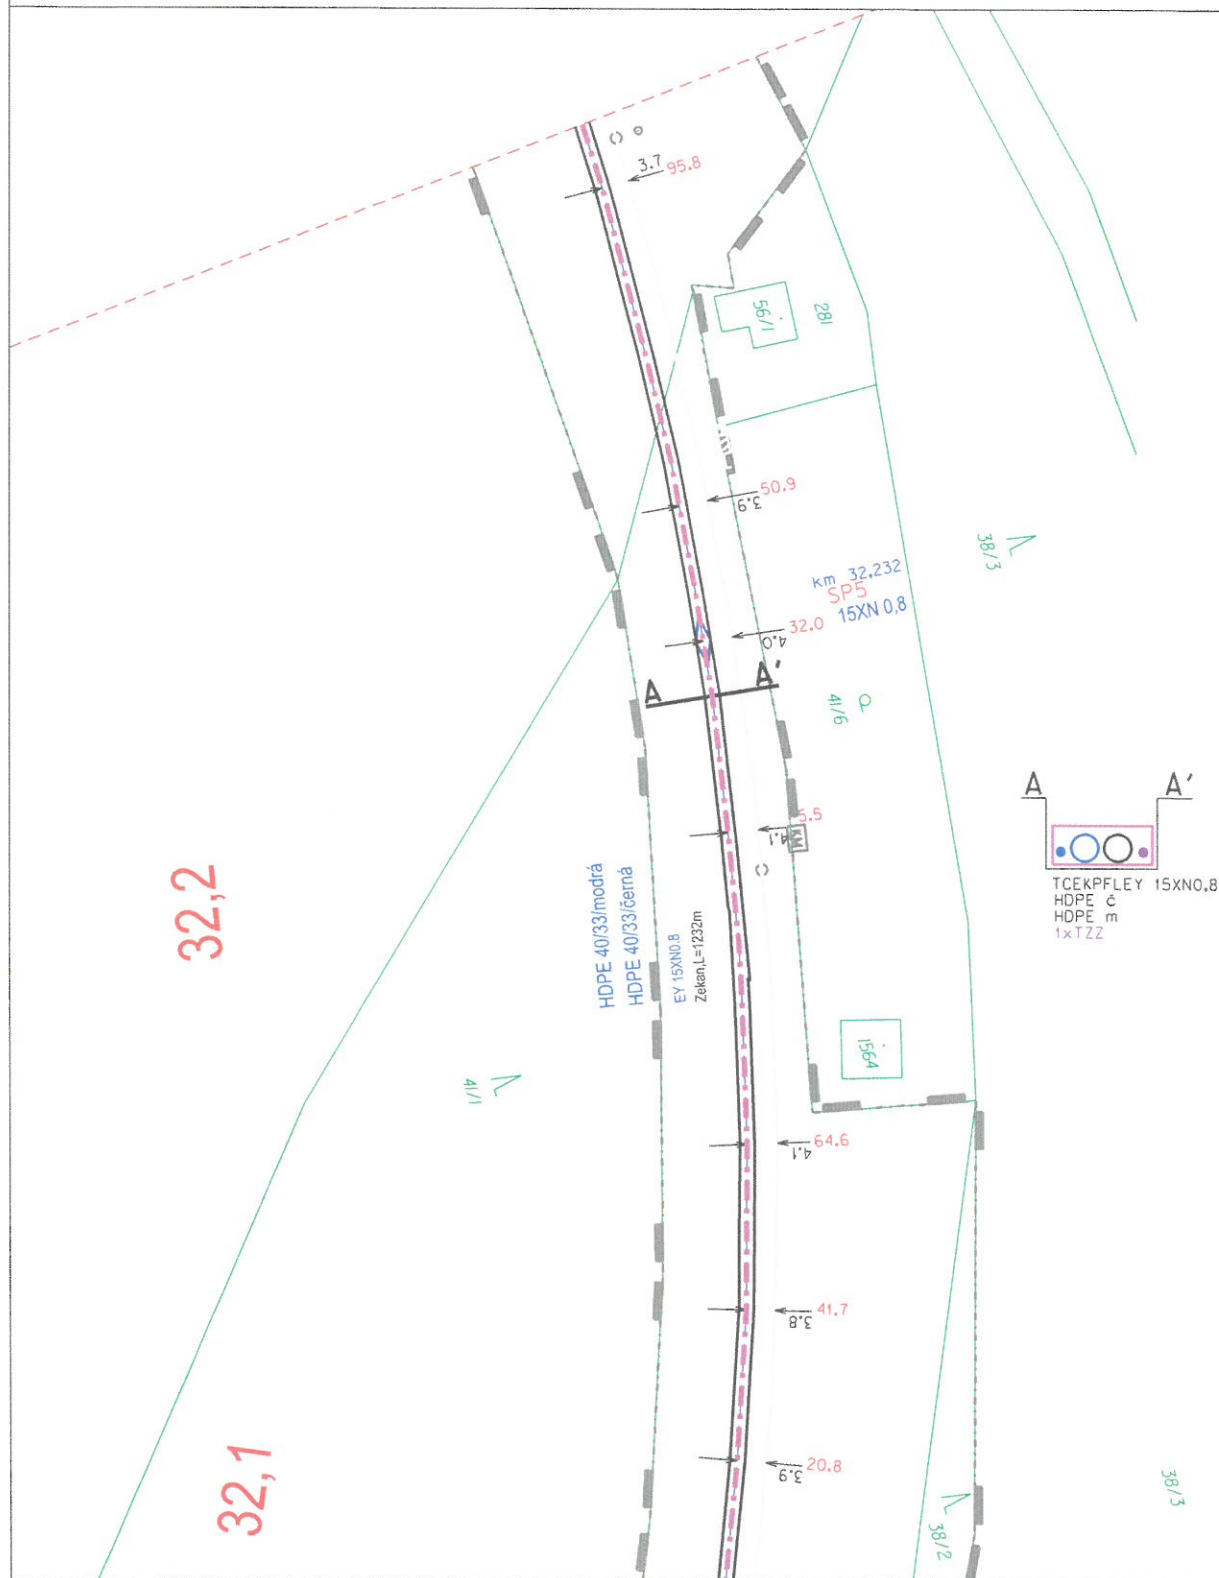 3.7
95.8
56/1
281
50.9
3.9
38/3
km 32.232
SP5
15XN 0,8
32.0
4.0
A
A'
41/6
5.5
4.1
KM
A
A'
TCEKPFLEY 15XN0.8
HDPE č
HDPE m
1xTZZ
32,2
HDPE 40/33/modrá
HDPE 40/33/černá
EY 15XN0.8
Zekan,L=1232m
1564
41/1
64.6
4.1
41.7
3.8
32,1
20.8
3.9
38/2
38/3